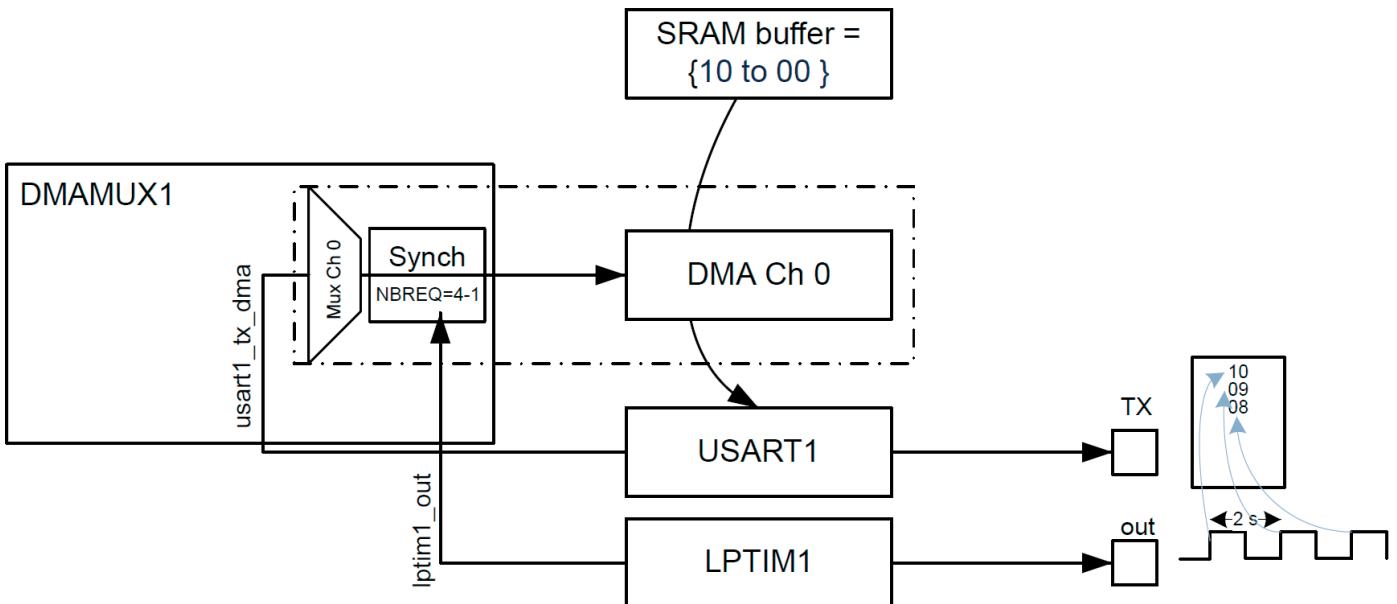 SRAM buffer =
{10 to 00 }
DMAMUX1
Mux Ch 0
Synch
NBREQ=4-1
DMA Ch 0
usart1_tx_dma
lptim1_out
USART1
TX
10
09
08
LPTIM1
out
2 s